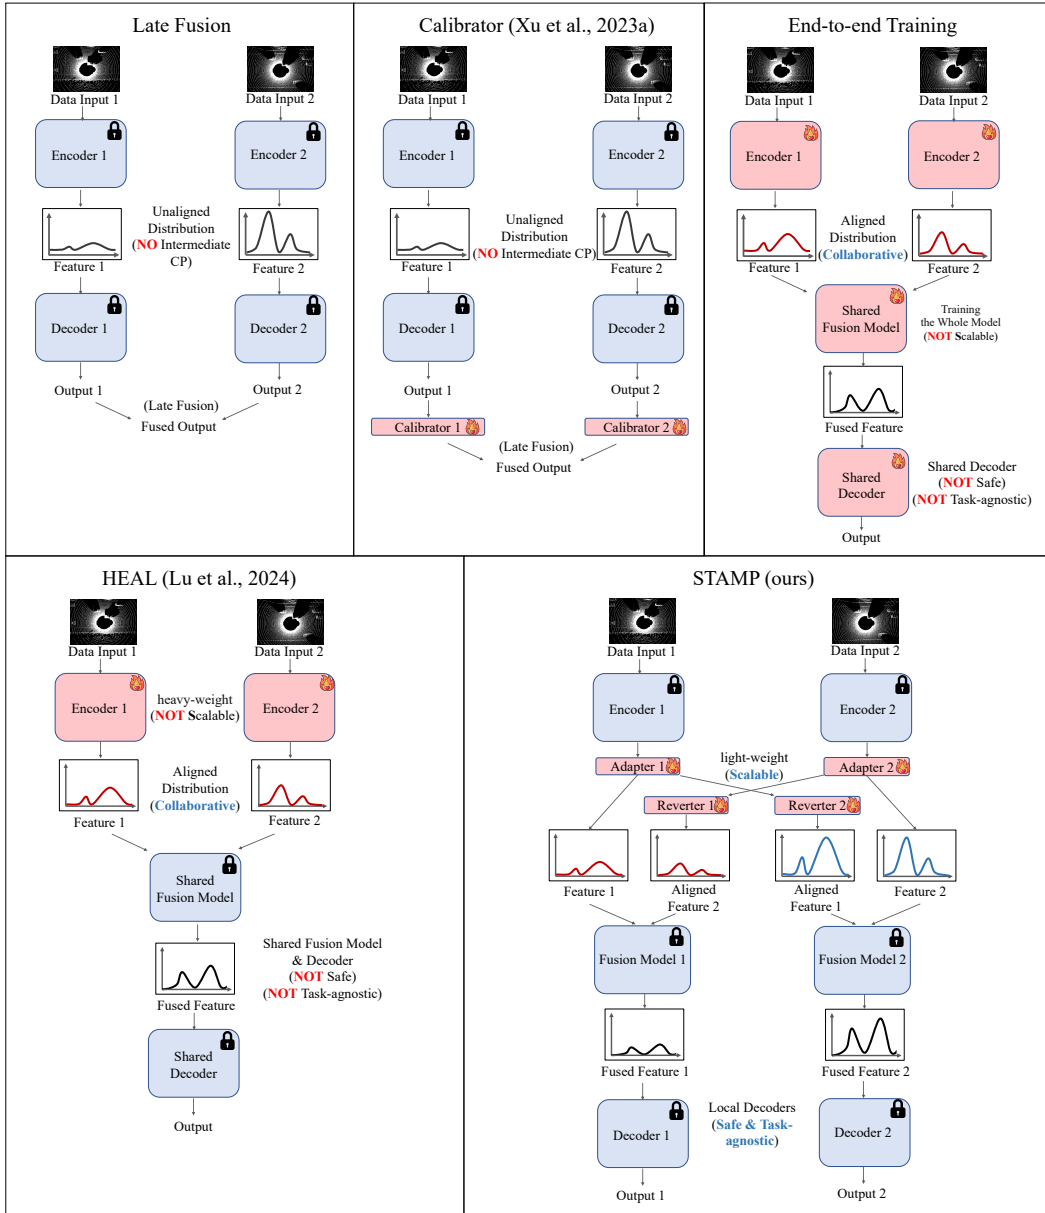 Late Fusion
Data Input 1
Data Input 2
Encoder 1
Encoder 2
Unaligned
Distribution
(NO Intermediate
CP)
Feature 1
Feature 2
Decoder 1
Decoder 2
Output 1
Output 2
(Late Fusion)
Fused Output
Calibrator (Xu et al., 2023a)
Data Input 1
Data Input 2
Encoder 1
Encoder 2
Unaligned
Distribution
(NO Intermediate CP)
Feature 1
Feature 2
Decoder 1
Decoder 2
Output 1
Output 2
Calibrator 1
Calibrator 2
(Late Fusion)
Fused Output
End-to-end Training
Data Input 1
Data Input 2
Encoder 1
Encoder 2
Aligned
Distribution
(Collaborative)
Feature 1
Feature 2
Shared
Fusion Model
Training
the Whole Model
(NOT Scalable)
Fused Feature
Shared
Decoder
Shared Decoder
(NOT Safe)
(NOT Task-agnostic)
Output
HEAL (Lu et al., 2024)
Data Input 1
Data Input 2
Encoder 1
Encoder 2
heavy-weight
(NOT Scalable)
Aligned
Distribution
(Collaborative)
Feature 1
Feature 2
Shared
Fusion Model
Shared Fusion Model
& Decoder
(NOT Safe)
(NOT Task-agnostic)
Fused Feature
Shared
Decoder
Output
STAMP (ours)
Data Input 1
Data Input 2
Encoder 1
Encoder 2
light-weight
(Scalable)
Adapter 1
Adapter 2
Reverter 1
Reverter 2
Feature 1
Aligned
Feature 2
Aligned
Feature 1
Feature 2
Fusion Model 1
Fusion Model 2
Fused Feature 1
Fused Feature 2
Decoder 1
Decoder 2
Local Decoders
(Safe & Task-
agnostic)
Output 1
Output 2